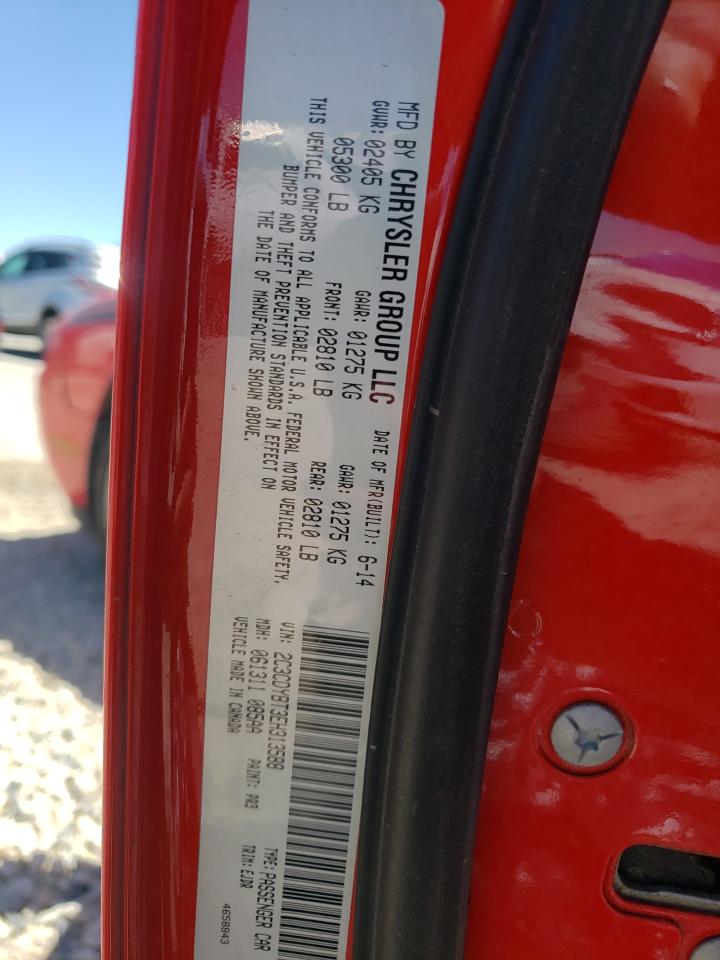 MFD BY CHRYSLER GROUP LLC DATE OF MFR(BUILT): 6-14
GVWR: 02405 KG GAWR: 01275 KG GAWR: 01275 KG
05300 LB FRONT: 02810 LB REAR: 02810 LB
THIS VEHICLE CONFORMS TO ALL APPLICABLE U.S.A. FEDERAL MOTOR VEHICLE SAFETY,
BUMPER AND THEFT PREVENTION STANDARDS IN EFFECT ON
THE DATE OF MANUFACTURE SHOWN ABOVE.
VIN: 2C3CDYBT3EH313588 TYPE: PASSENGER CAR
MDH: 061311 085AA PAINT: PR3 TRIM: EJDR
VEHICLE MADE IN CANADA 4658843